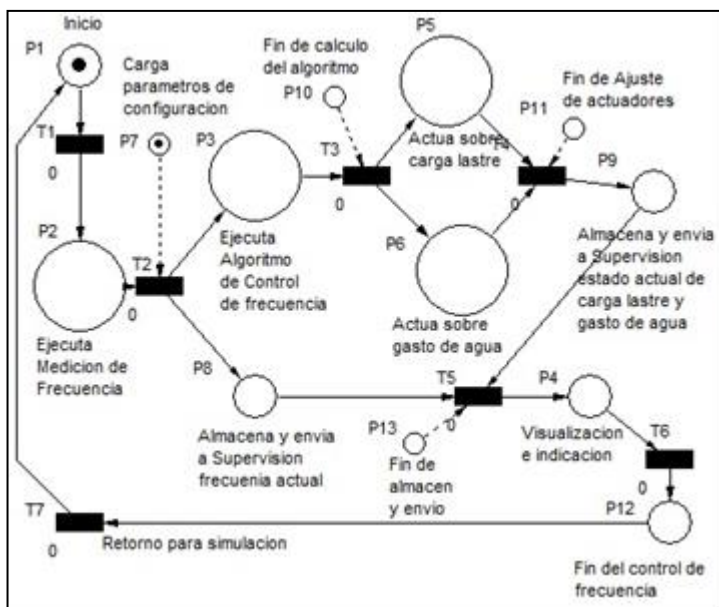 Inicio
P1
T1
0
P2
Ejecuta
Medicion de
Frecuencia
Carga
parametros de
configuracion
P7
T2
0
P3
Ejecuta
Algoritmo
de Control
de frecuencia
P8
Almacena y envia
a Supervision
frecuenia actual
Fin de calculo
del algoritmo
P10
T3
0
P5
Actua sobre
carga lastre
P6
Actua sobre
gasto de agua
Fin de Ajuste
de actuadores
P11
T4
0
P9
Almacena y envia
a Supervision
estado actual de
carga lastre y
gasto de agua
T5
0
P13
Fin de
almacen
y envio
P4
Visualizacion
e indicacion
T6
0
P12
Fin del control de
frecuencia
T7
0
Retorno para simulacion